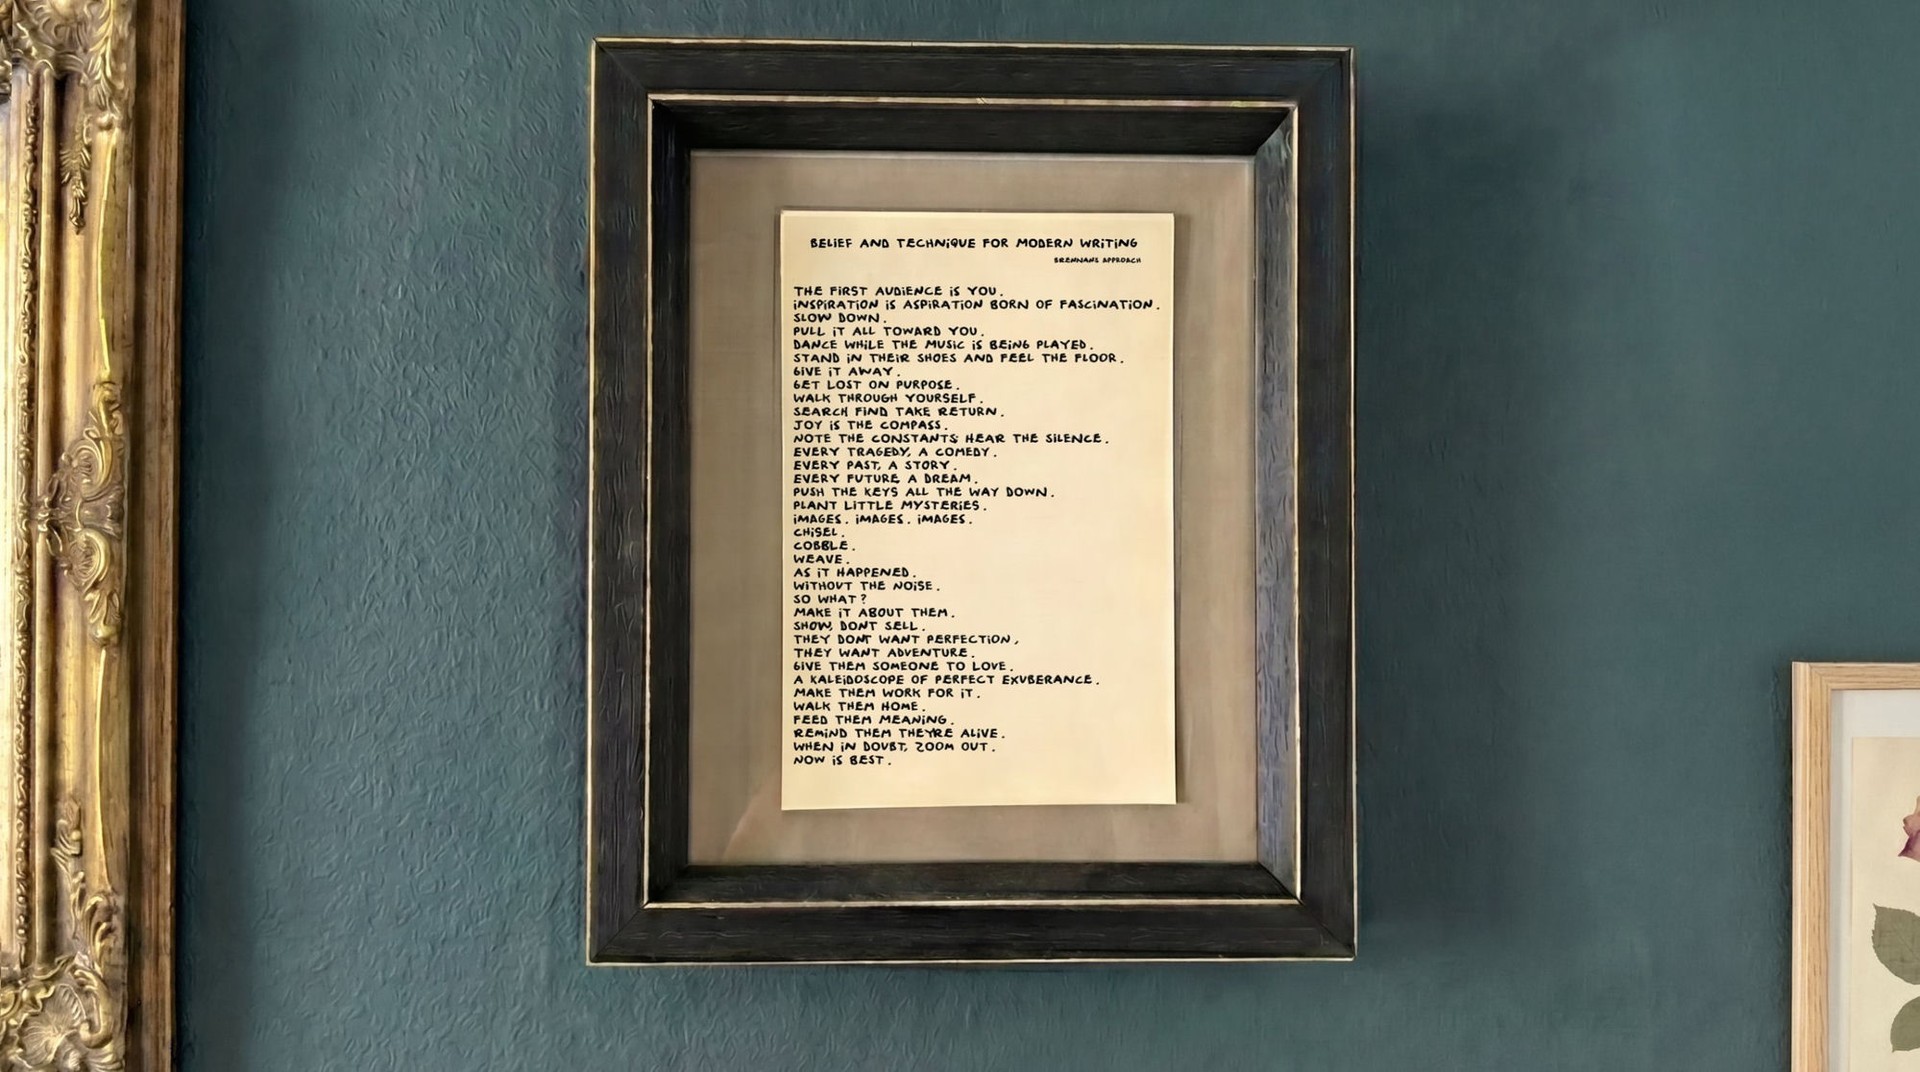 BELIEF AND TECHNIQUE FOR MODERN WRITING
BRENNANS APPROACH
THE FIRST AUDIENCE IS YOU.
INSPIRATION IS ASPIRATION BORN OF FASCINATION.
SLOW DOWN.
PULL IT ALL TOWARD YOU.
DANCE WHILE THE MUSIC IS BEING PLAYED.
STAND IN THEIR SHOES AND FEEL THE FLOOR.
GIVE IT AWAY.
GET LOST ON PURPOSE.
WALK THROUGH YOURSELF.
SEARCH FIND TAKE RETURN.
JOY IS THE COMPASS.
NOTE THE CONSTANTS; HEAR THE SILENCE.
EVERY TRAGEDY, A COMEDY.
EVERY PAST, A STORY.
EVERY FUTURE A DREAM.
PUSH THE KEYS ALL THE WAY DOWN.
PLANT LITTLE MYSTERIES.
IMAGES. IMAGES. IMAGES.
CHISEL.
COBBLE.
WEAVE.
AS IT HAPPENED.
WITHOUT THE NOISE.
SO WHAT?
MAKE IT ABOUT THEM.
SHOW, DONT SELL.
THEY DON'T WANT PERFECTION,
THEY WANT ADVENTURE.
GIVE THEM SOMEONE TO LOVE.
A KALEIDOSCOPE OF PERFECT EXUBERANCE.
MAKE THEM WORK FOR IT.
WALK THEM HOME.
FEED THEM MEANING.
REMIND THEM THEY'RE ALIVE.
WHEN IN DOUBT, ZOOM OUT.
NOW IS BEST.